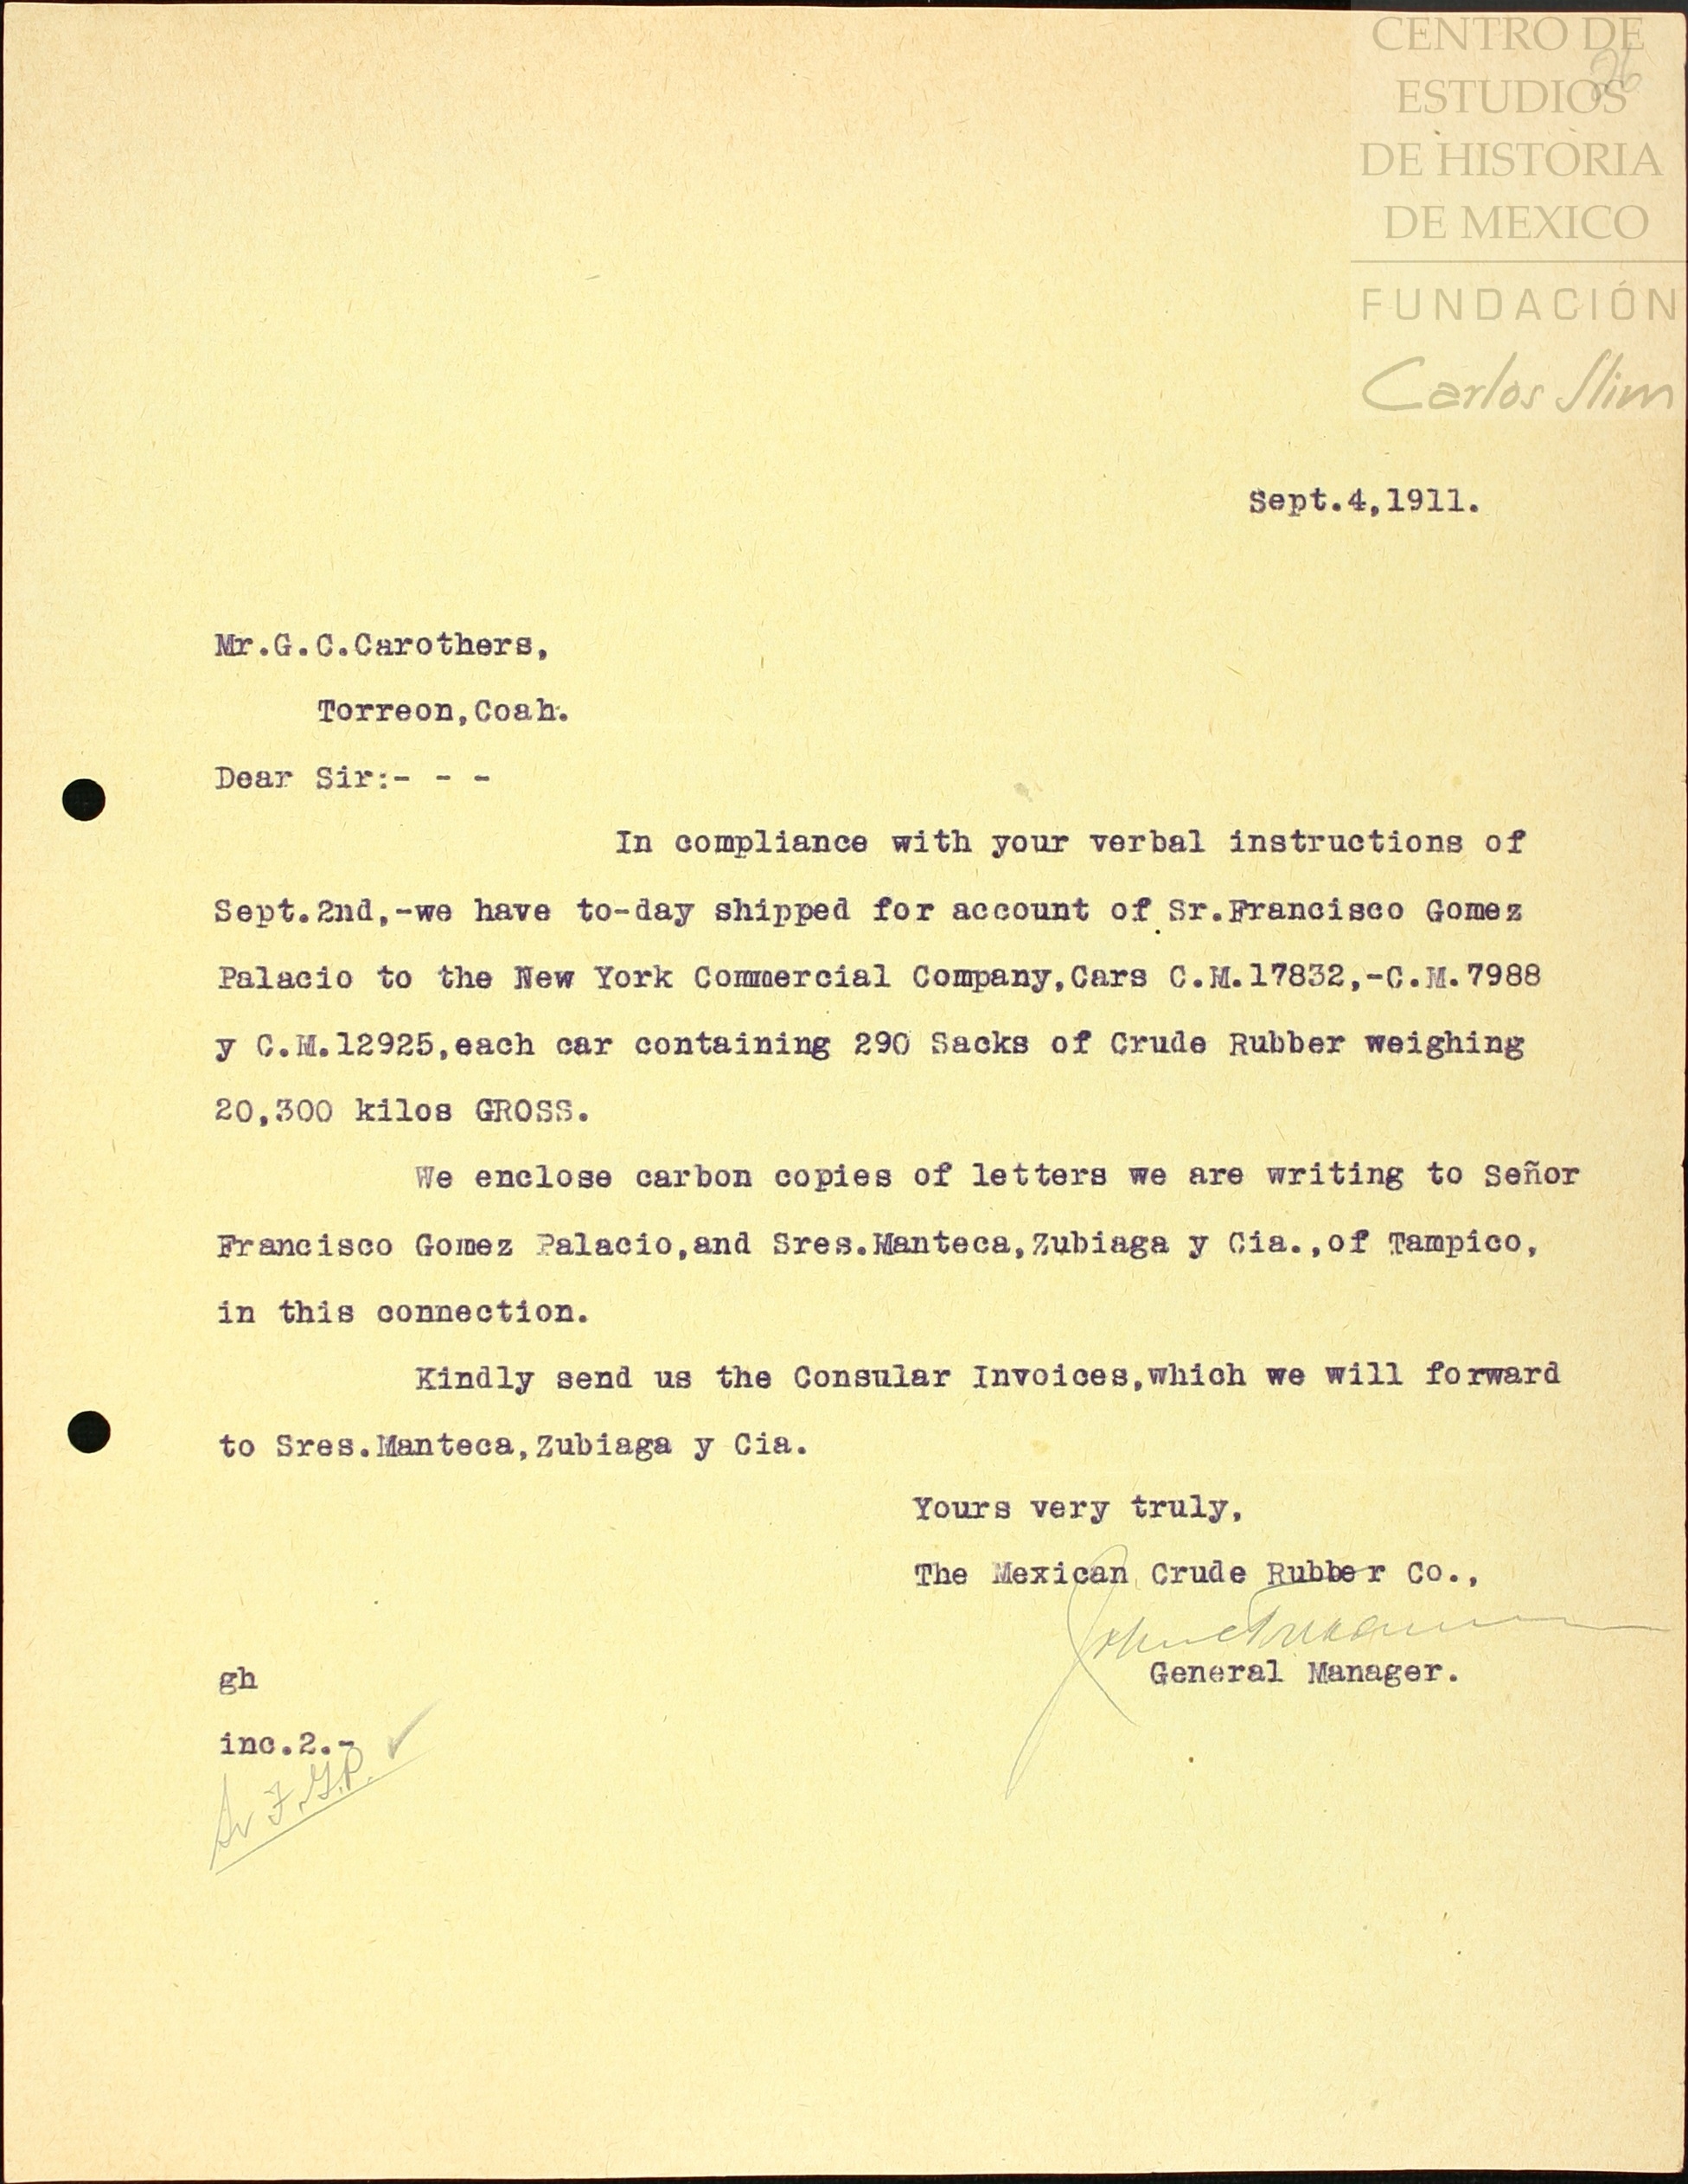 CENTRO DE
ESTUDIOS
DE HISTORIA
DE MEXICO
FUNDACIÓN
Carlos Slim
26
Sept.4,1911.
Mr.G.C.Carothers,
Torreon,Coah.
Dear Sir:- - -
In compliance with your verbal instructions of
Sept.2nd,-we have to-day shipped for account of Sr.Francisco Gomez
Palacio to the New York Commercial Company,Cars C.M.17832,-C.M.7988
y C.M.12925,each car containing 290 Sacks of Crude Rubber weighing
20,300 kilos GROSS.
We enclose carbon copies of letters we are writing to Señor
Francisco Gomez Palacio,and Sres.Manteca,Zubiaga y Cia.,of Tampico,
in this connection.
Kindly send us the Consular Invoices,which we will forward
to Sres.Manteca,Zubiaga y Cia.
Yours very truly,
The Mexican Crude Rubber Co.,
General Manager.
gh
inc.2.-
Sr F.G.P.